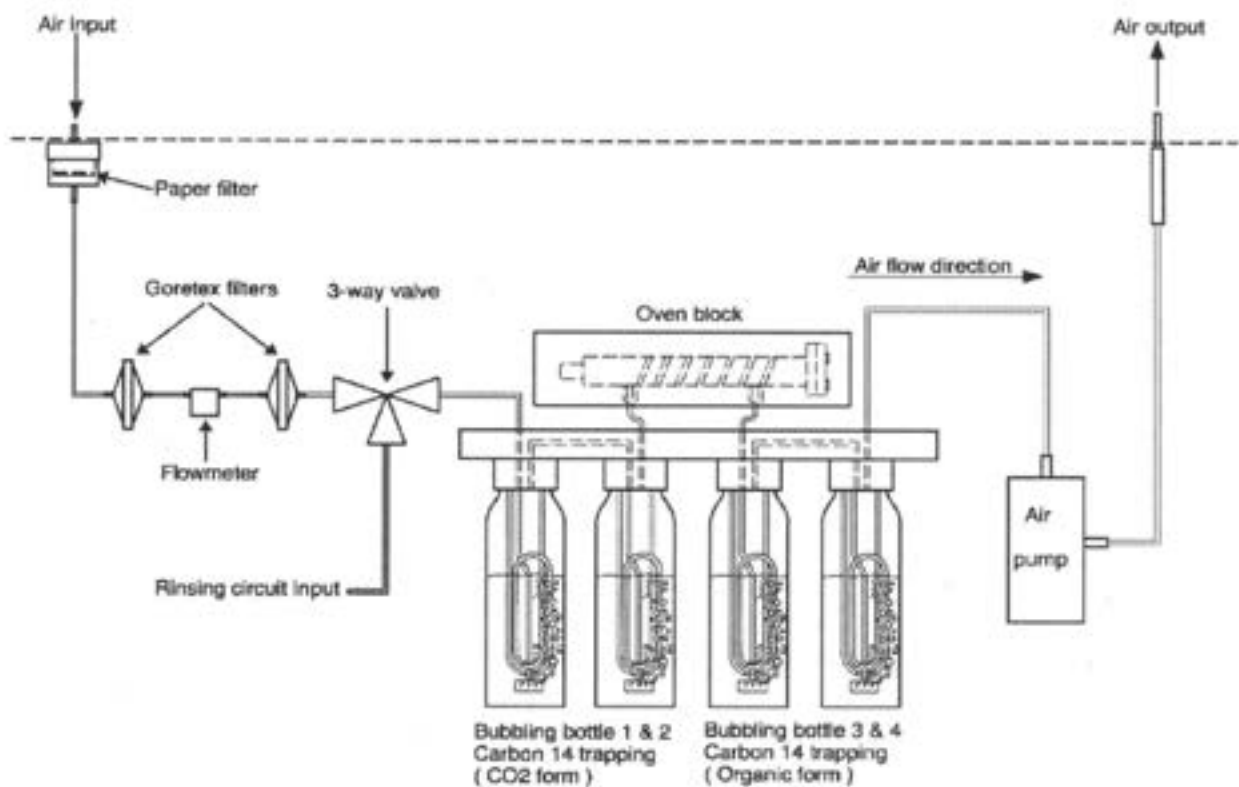 Air Input
Air output
Paper filter
Air flow direction
Goretex filters
3-way valve
Oven block
Flowmeter
Air
pump
Rinsing circuit Input
Bubbling bottle 1 & 2
Carbon 14 trapping
( CO2 form )
Bubbling bottle 3 & 4
Carbon 14 trapping
( Organic form )